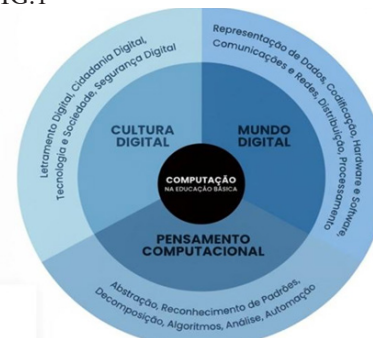 IG.1
Letramento Digital, Cidadania Digital,
Tecnologia e Sociedade, Segurança Digital
Representação de Dados, Codificação, Hardware e Software,
Comunicações e Redes, Distribuição, Processamento
CULTURA
DIGITAL
MUNDO
DIGITAL
COMPUTAÇÃO
NA EDUCAÇÃO BÁSICA
PENSAMENTO
COMPUTACIONAL
Abstração, Reconhecimento de Padrões,
Decomposição, Algoritmos, Análise, Automação